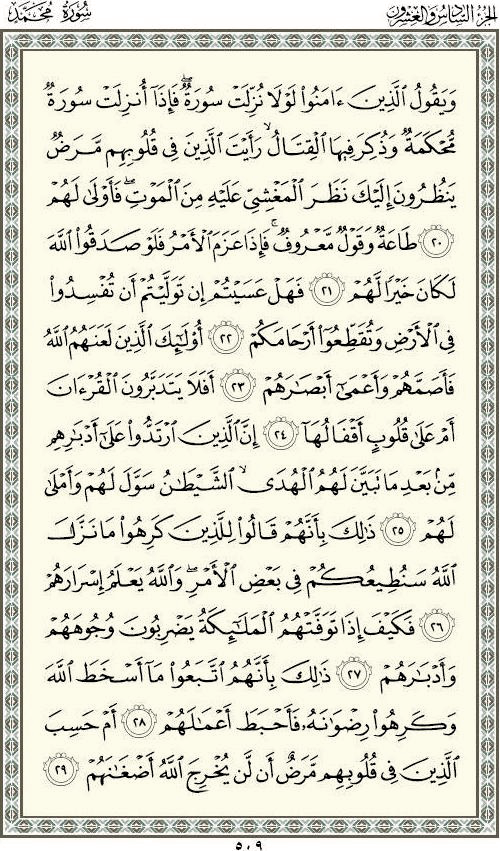 الجزء السادس والعشرون
سورة محمد
وَيَقُولُ ٱلَّذِينَ ءَامَنُوا۟ لَوْلَا نُزِّلَتْ سُورَةٌ ۖ فَإِذَآ أُنزِلَتْ سُورَةٌ
مُّحْكَمَةٌ وَذُكِرَ فِيهَا ٱلْقِتَالُ ۙ رَأَيْتَ ٱلَّذِينَ فِى قُلُوبِهِم مَّرَضٌ
يَنظُرُونَ إِلَيْكَ نَظَرَ ٱلْمَغْشِىِّ عَلَيْهِ مِنَ ٱلْمَوْتِ ۖ فَأَوْلَىٰ لَهُمْ
٢٠ طَاعَةٌ وَقَوْلٌ مَّعْرُوفٌ ۚ فَإِذَا عَزَمَ ٱلْأَمْرُ فَلَوْ صَدَقُوا۟ ٱللَّهَ
لَكَانَ خَيْرًا لَّهُمْ ٢١ فَهَلْ عَسَيْتُمْ إِن تَوَلَّيْتُمْ أَن تُفْسِدُوا۟
فِى ٱلْأَرْضِ وَتُقَطِّعُوٓا۟ أَرْحَامَكُمْ ٢٢ أُو۟لَٰٓئِكَ ٱلَّذِينَ لَعَنَهُمُ ٱللَّهُ
فَأَصَمَّهُمْ وَأَعْمَىٰٓ أَبْصَٰرَهُمْ ٢٣ أَفَلَا يَتَدَبَّرُونَ ٱلْقُرْءَانَ
أَمْ عَلَىٰ قُلُوبٍ أَقْفَالُهَآ ٢٤ إِنَّ ٱلَّذِينَ ٱرْتَدُّوا۟ عَلَىٰٓ أَدْبَٰرِهِم
مِّنۢ بَعْدِ مَا تَبَيَّنَ لَهُمُ ٱلْهُدَى ۙ ٱلشَّيْطَٰنُ سَوَّلَ لَهُمْ وَأَمْلَىٰ
لَهُمْ ٢٥ ذَٰلِكَ بِأَنَّهُمْ قَالُوا۟ لِلَّذِينَ كَرِهُوا۟ مَا نَزَّلَ
ٱللَّهُ سَنُطِيعُكُمْ فِى بَعْضِ ٱلْأَمْرِ ۖ وَٱللَّهُ يَعْلَمُ إِسْرَارَهُمْ
٢٦ فَكَيْفَ إِذَا تَوَفَّتْهُمُ ٱلْمَلَٰٓئِكَةُ يَضْرِبُونَ وُجُوهَهُمْ
وَأَدْبَٰرَهُمْ ٢٧ ذَٰلِكَ بِأَنَّهُمُ ٱتَّبَعُوا۟ مَآ أَسْخَطَ ٱللَّهَ
وَكَرِهُوا۟ رِضْوَٰنَهُۥ فَأَحْبَطَ أَعْمَٰلَهُمْ ٢٨ أَمْ حَسِبَ
ٱلَّذِينَ فِى قُلُوبِهِم مَّرَضٌ أَن لَّن يُخْرِجَ ٱللَّهُ أَضْغَٰنَهُمْ ٢٩
٥٠٩